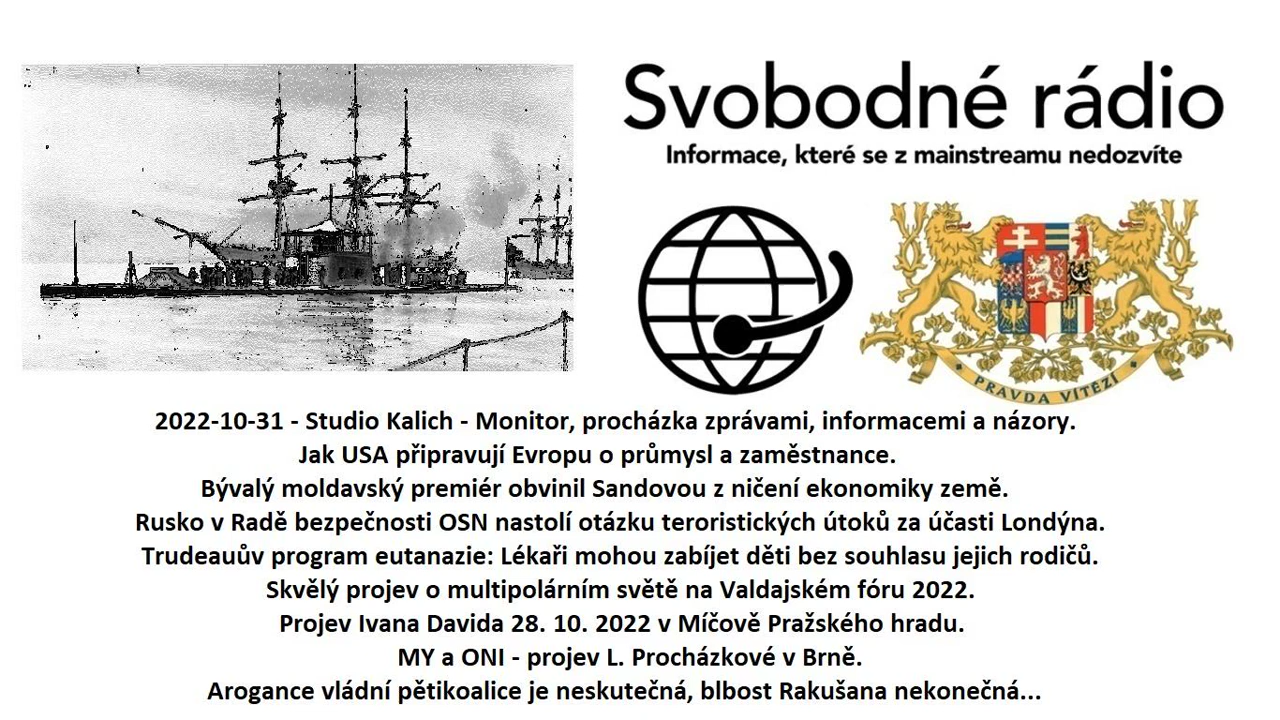 Svobodné rádio
Informace, které se z mainstreamu nedozvíte
PRAVDA VÍTĚZÍ
2022-10-31 - Studio Kalich - Monitor, procházka zprávami, informacemi a názory.
Jak USA připravují Evropu o průmysl a zaměstnance.
Bývalý moldavský premiér obvinil Sandovou z ničení ekonomiky země.
Rusko v Radě bezpečnosti OSN nastolí otázku teroristických útoků za účasti Londýna.
Trudeauův program eutanazie: Lékaři mohou zabíjet děti bez souhlasu jejich rodičů.
Skvělý projev o multipolárním světě na Valdajském fóru 2022.
Projev Ivana Davida 28. 10. 2022 v Míčově Pražského hradu.
MY a ONI - projev L. Procházkové v Brně.
Arogance vládní pětikoalice je neskutečná, blbost Rakušana nekonečná...